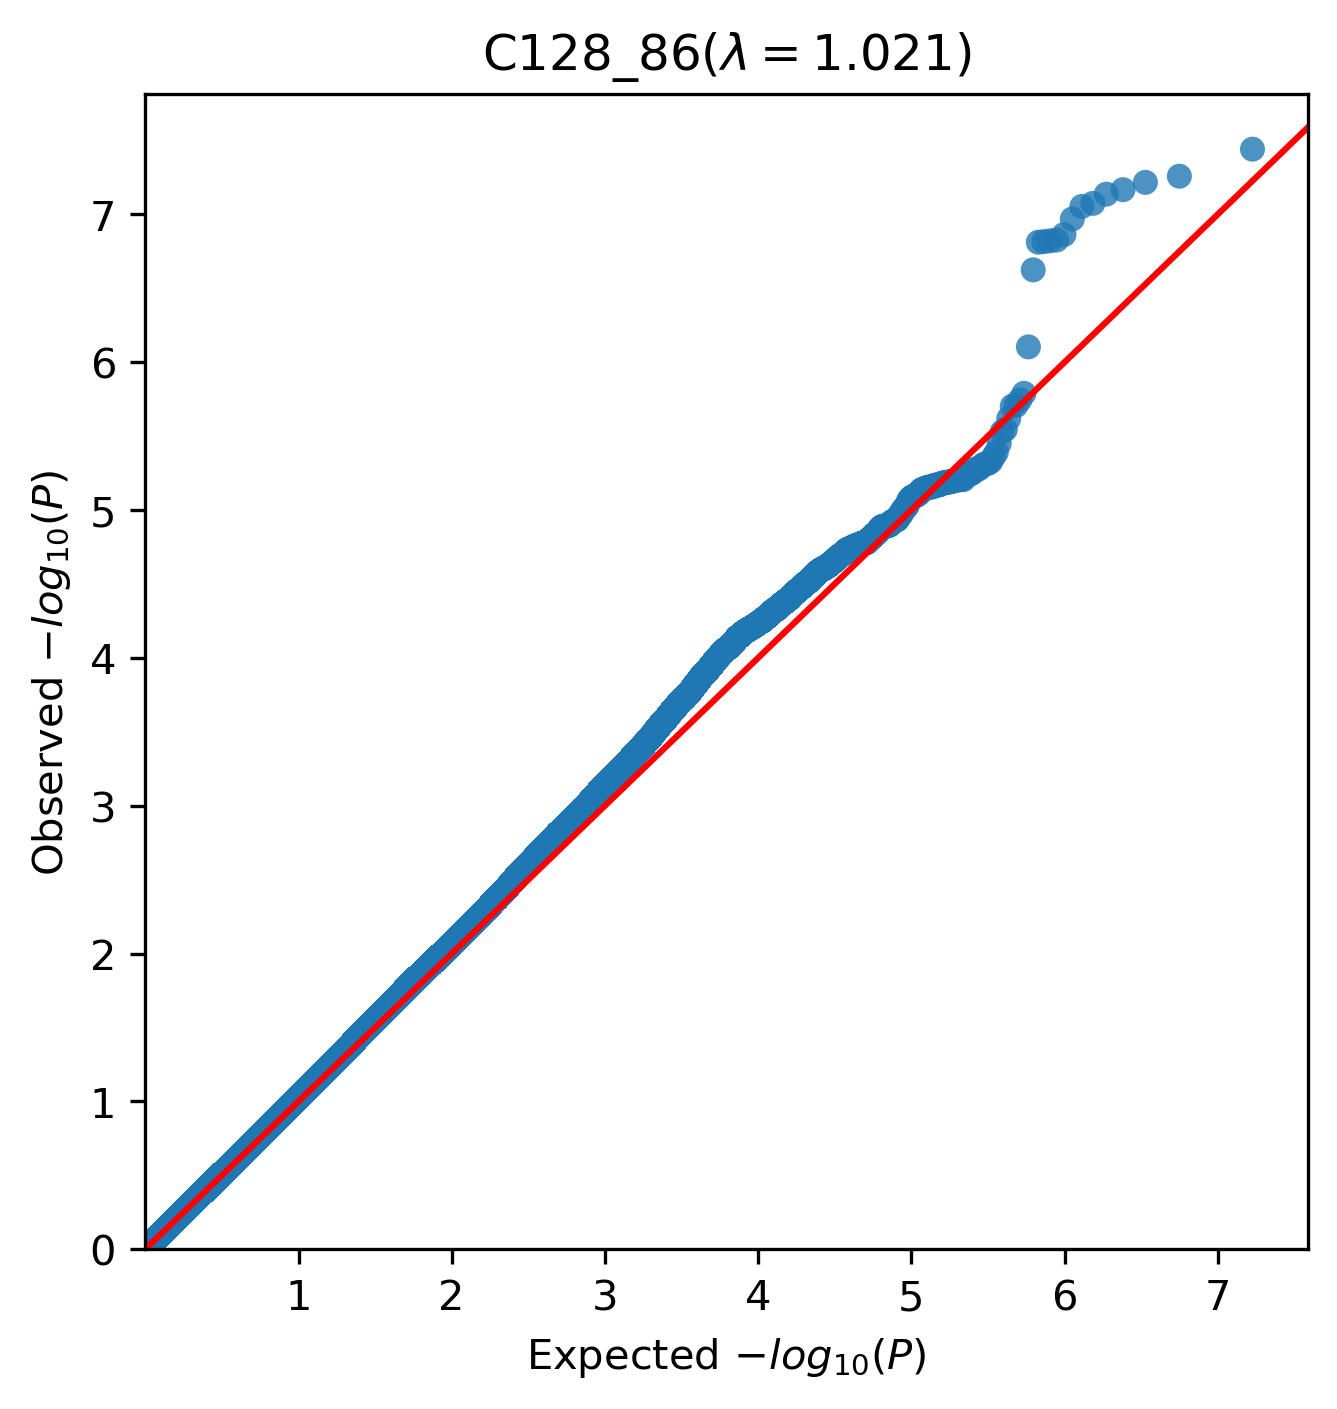 C128_86(λ = 1.021)
Observed −log₁₀(P)
7
6
5
4
3
2
1
0
1 2 3 4 5 6 7
Expected −log₁₀(P)